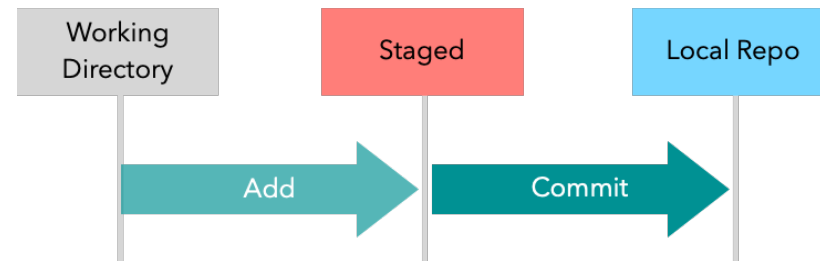 Working
Directory
Staged
Local Repo
Add
Commit